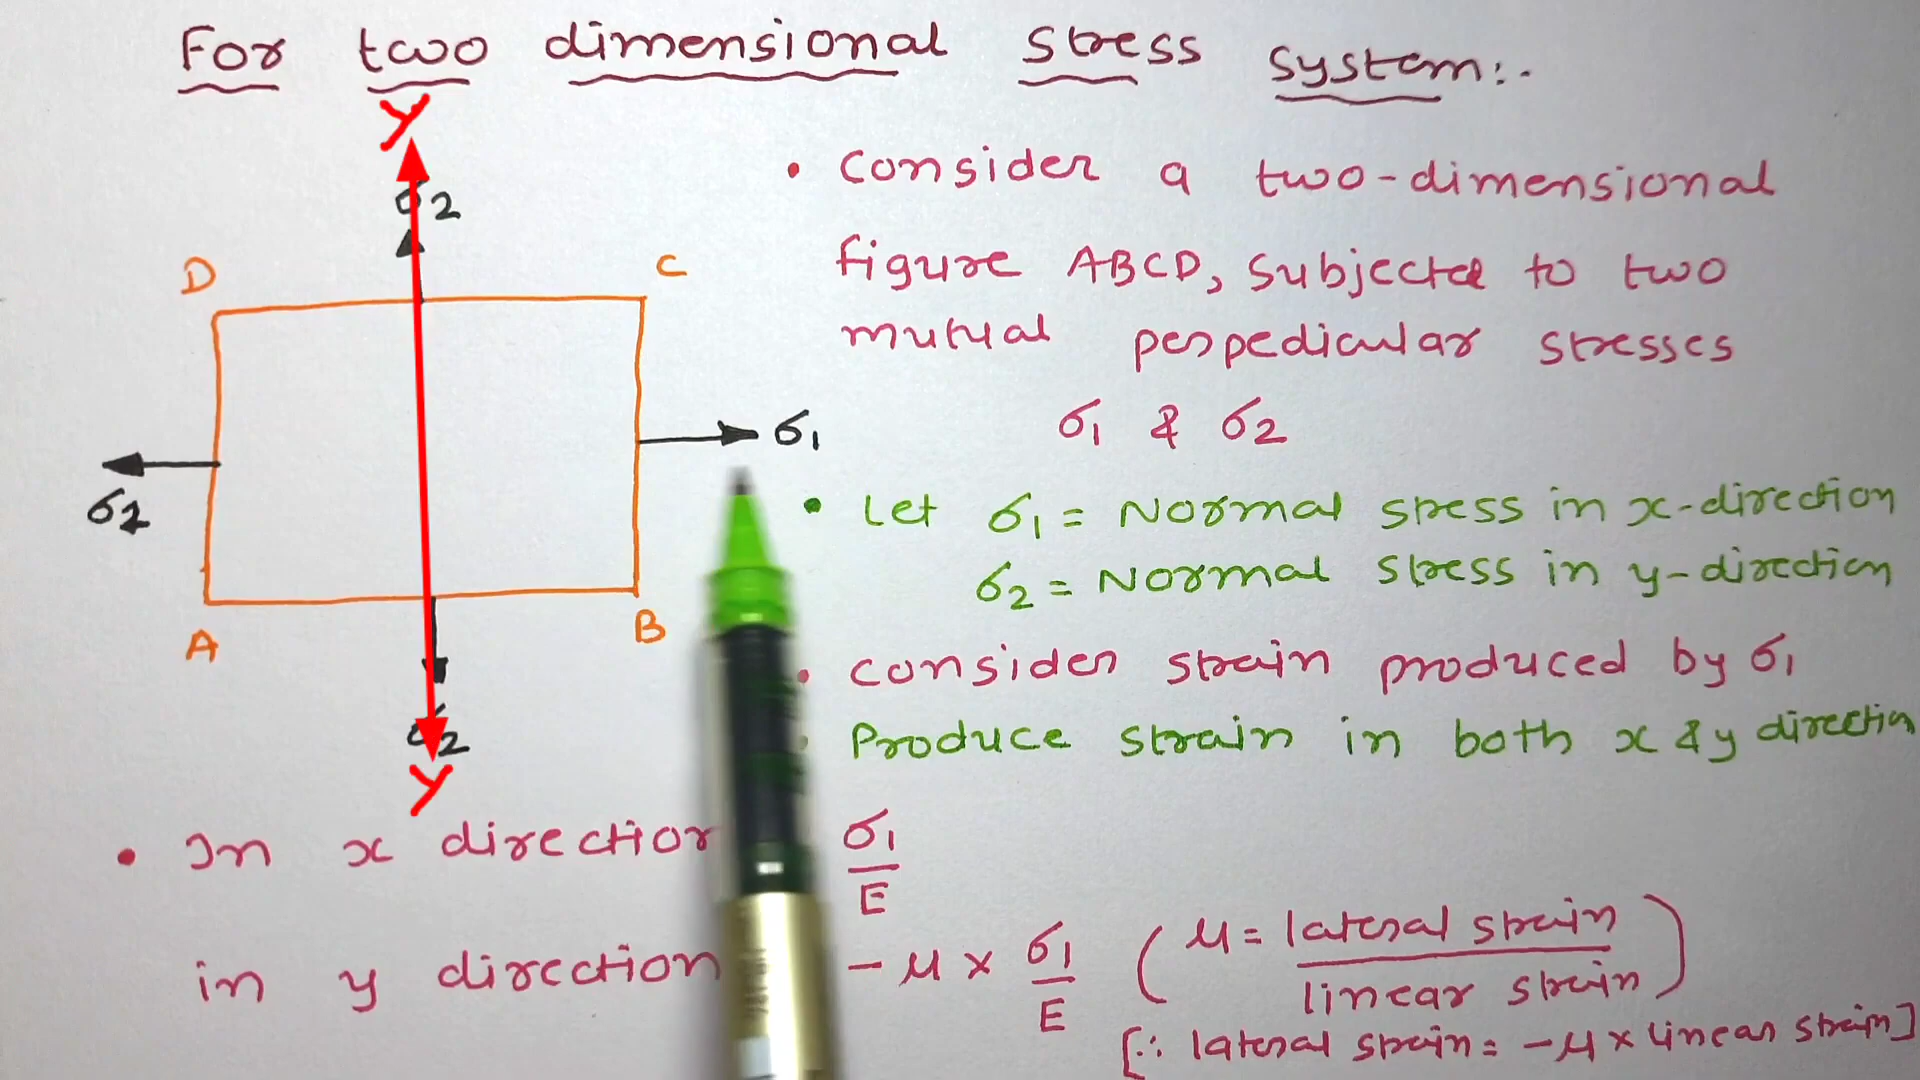 For two dimensional stress system:-
Y
σ2
D
C
σ1
σ2
A
B
σ2
Y
• Consider a two-dimensional
figure ABCD, Subjected to two
mutual perpedicular stresses
σ1 & σ2
• Let σ1 = Normal stress in x-direction
σ2 = Normal stress in y-direction
• Consider strain produced by σ1
• Produce strain in both x & y direction
• In x direction σ1/E
in y direction - μ × σ1/E ( μ = lateral strain / linear strain )
[∵ lateral strain = -μ × linear strain]